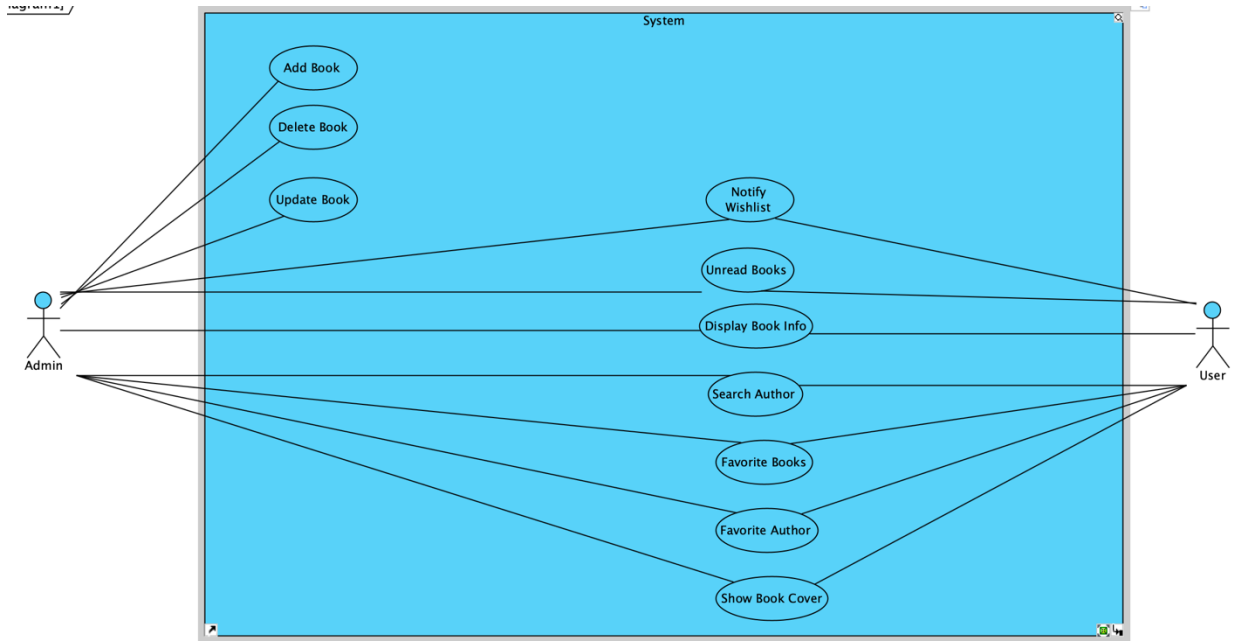 System
Add Book
Delete Book
Update Book
Notify
Wishlist
Unread Books
Display Book Info
Admin
User
Search Author
Favorite Books
Favorite Author
Show Book Cover